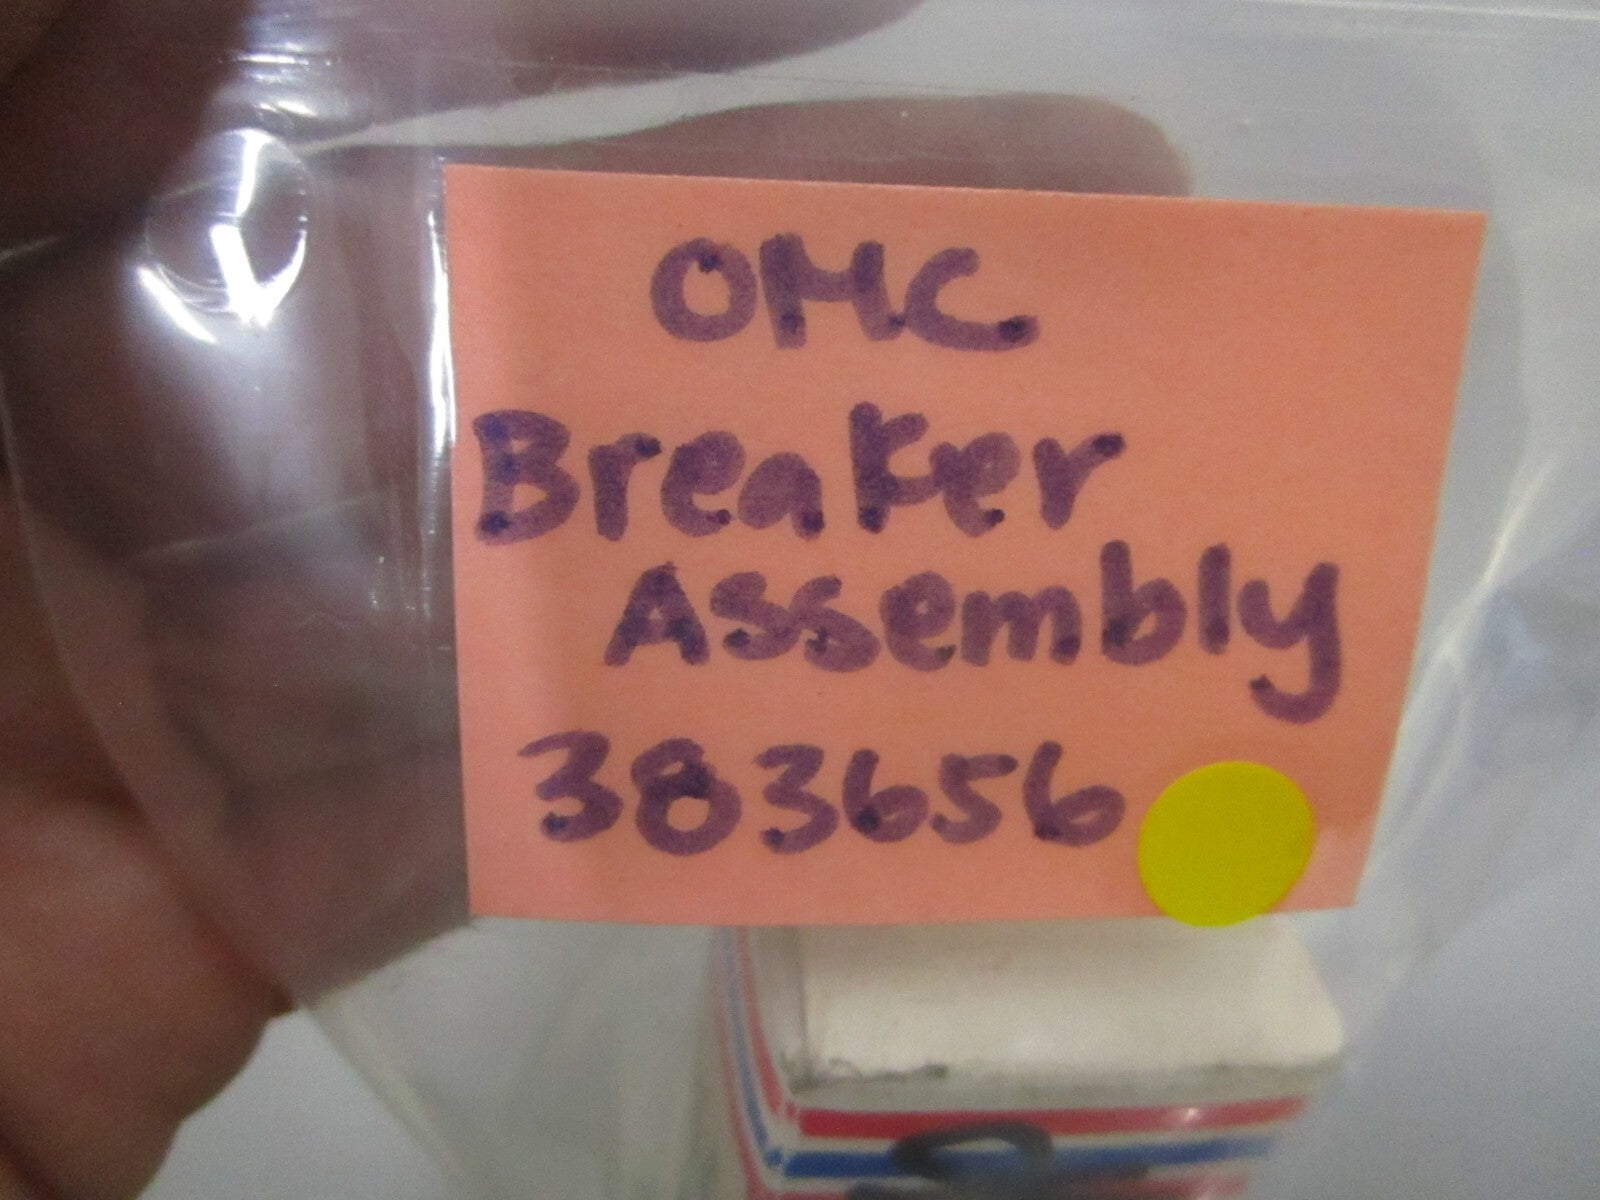 OMC
Breaker
Assembly
383656